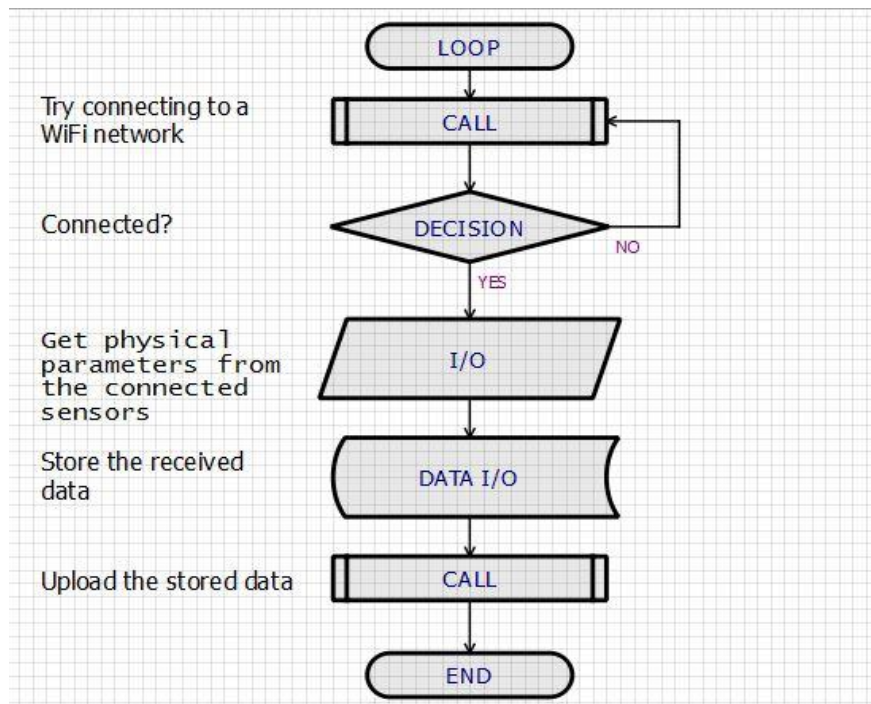 LOOP
Try connecting to a
WiFi network
CALL
Connected?
DECISION
NO
YES
Get physical
parameters from
the connected
sensors
I/O
Store the received
data
DATA I/O
Upload the stored data
CALL
END